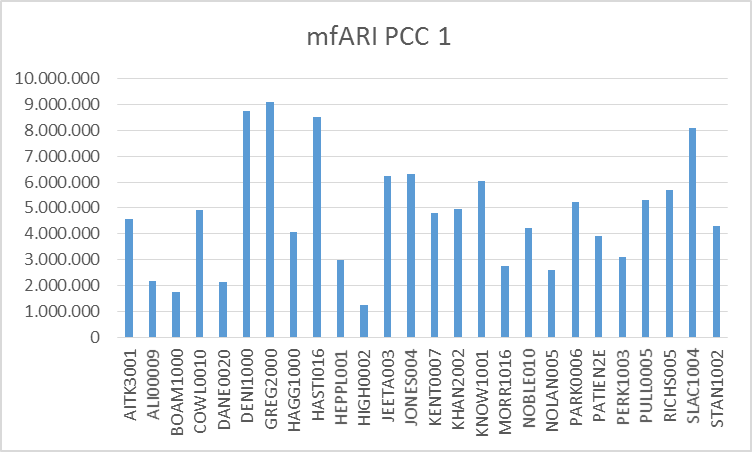 mfARI PCC 1
10.000.000
9.000.000
8.000.000
7.000.000
6.000.000
5.000.000
4.000.000
3.000.000
2.000.000
1.000.000
0
AITK3001
ALI00009
BOAM1000
COWL0010
DANE0020
DENI1000
GREG2000
HAGG1000
HASTI016
HEPPL001
HIGH0002
JEETA003
JONES004
KENT0007
KHAN2002
KNOW1001
MORR1016
NOBLE010
NOLAN005
PARK0006
PATIEN2E
PERK1003
PULL0005
RICHS005
SLAC1004
STAN1002